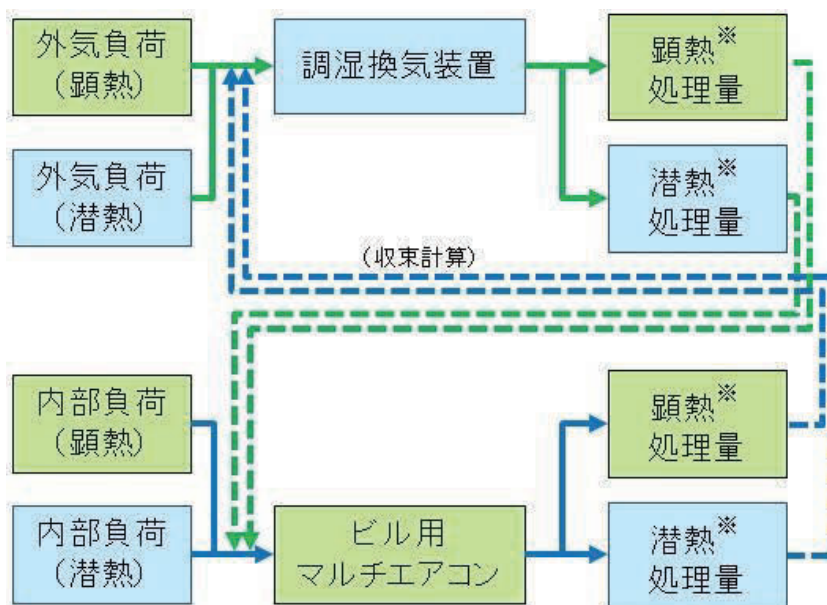 外気負荷
(顕熱)
調湿換気装置
顕熱※
処理量
外気負荷
(潜熱)
潜熱※
処理量
(収束計算)
内部負荷
(顕熱)
顕熱※
処理量
内部負荷
(潜熱)
ビル用
マルチエアコン
潜熱※
処理量